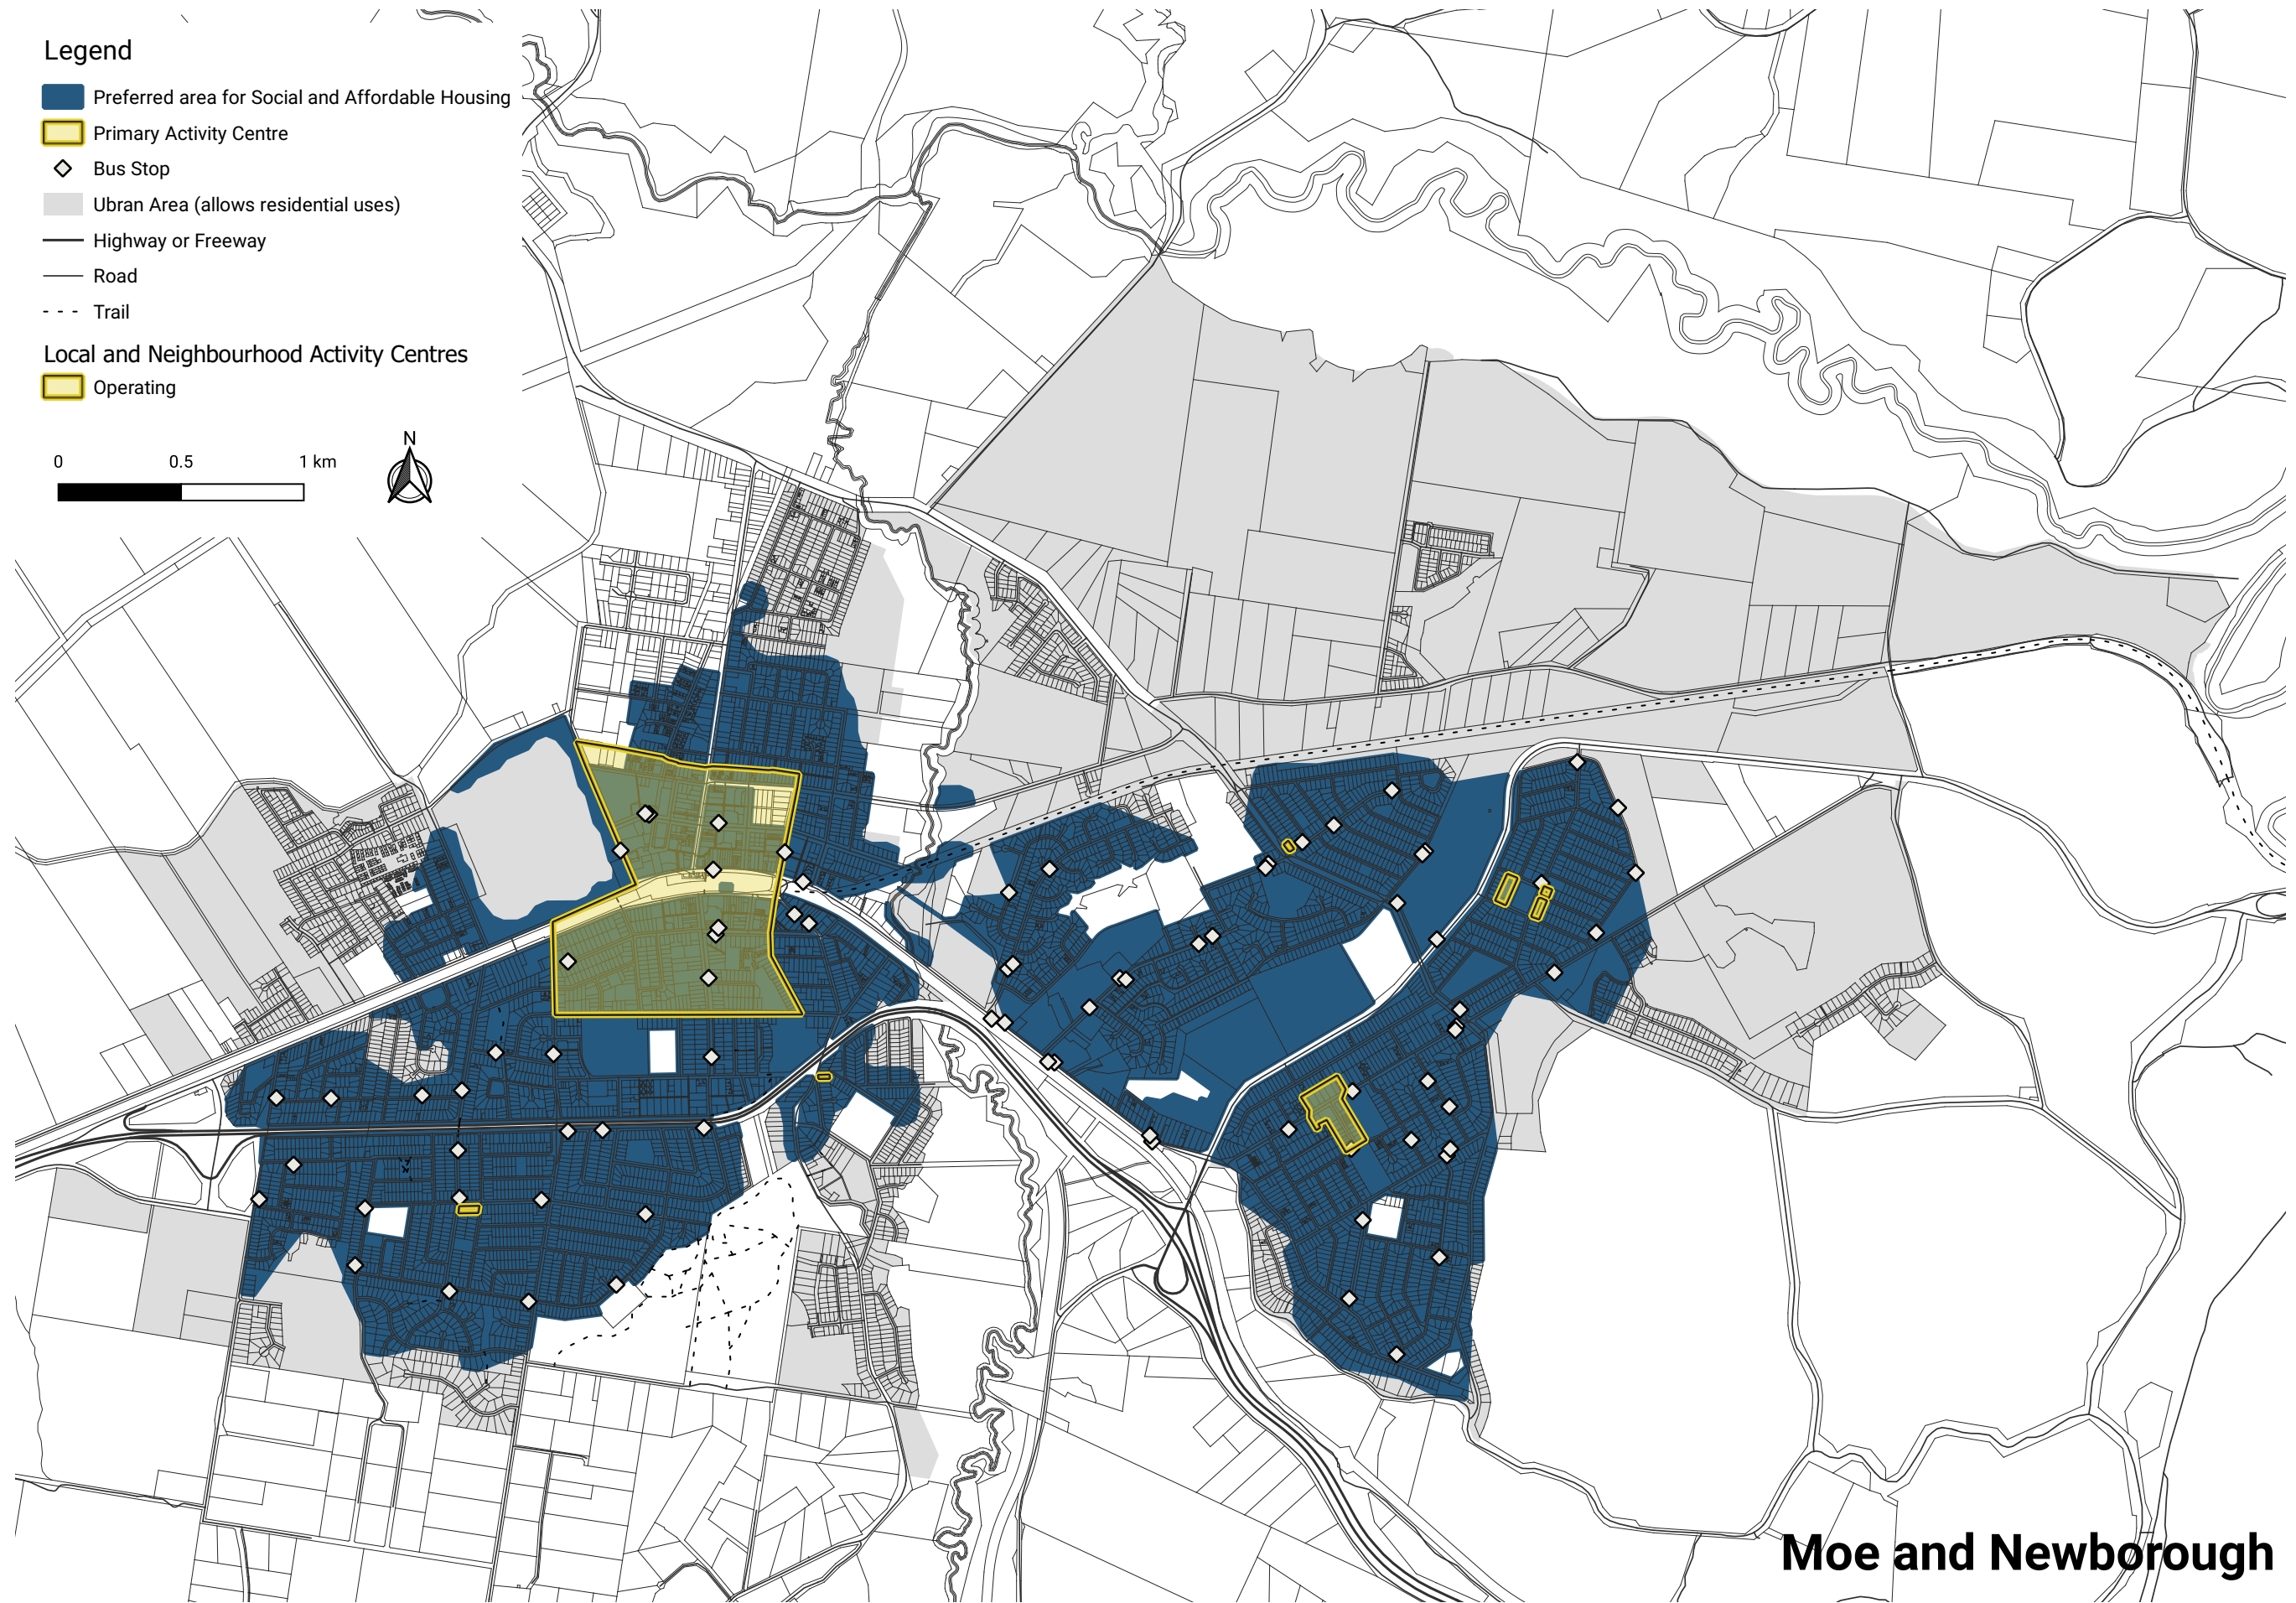 Legend
Preferred area for Social and Affordable Housing
Primary Activity Centre
Bus Stop
Ubran Area (allows residential uses)
Highway or Freeway
Road
Trail
Local and Neighbourhood Activity Centres
Operating
N
0 0.5 1 km
Moe and Newborough